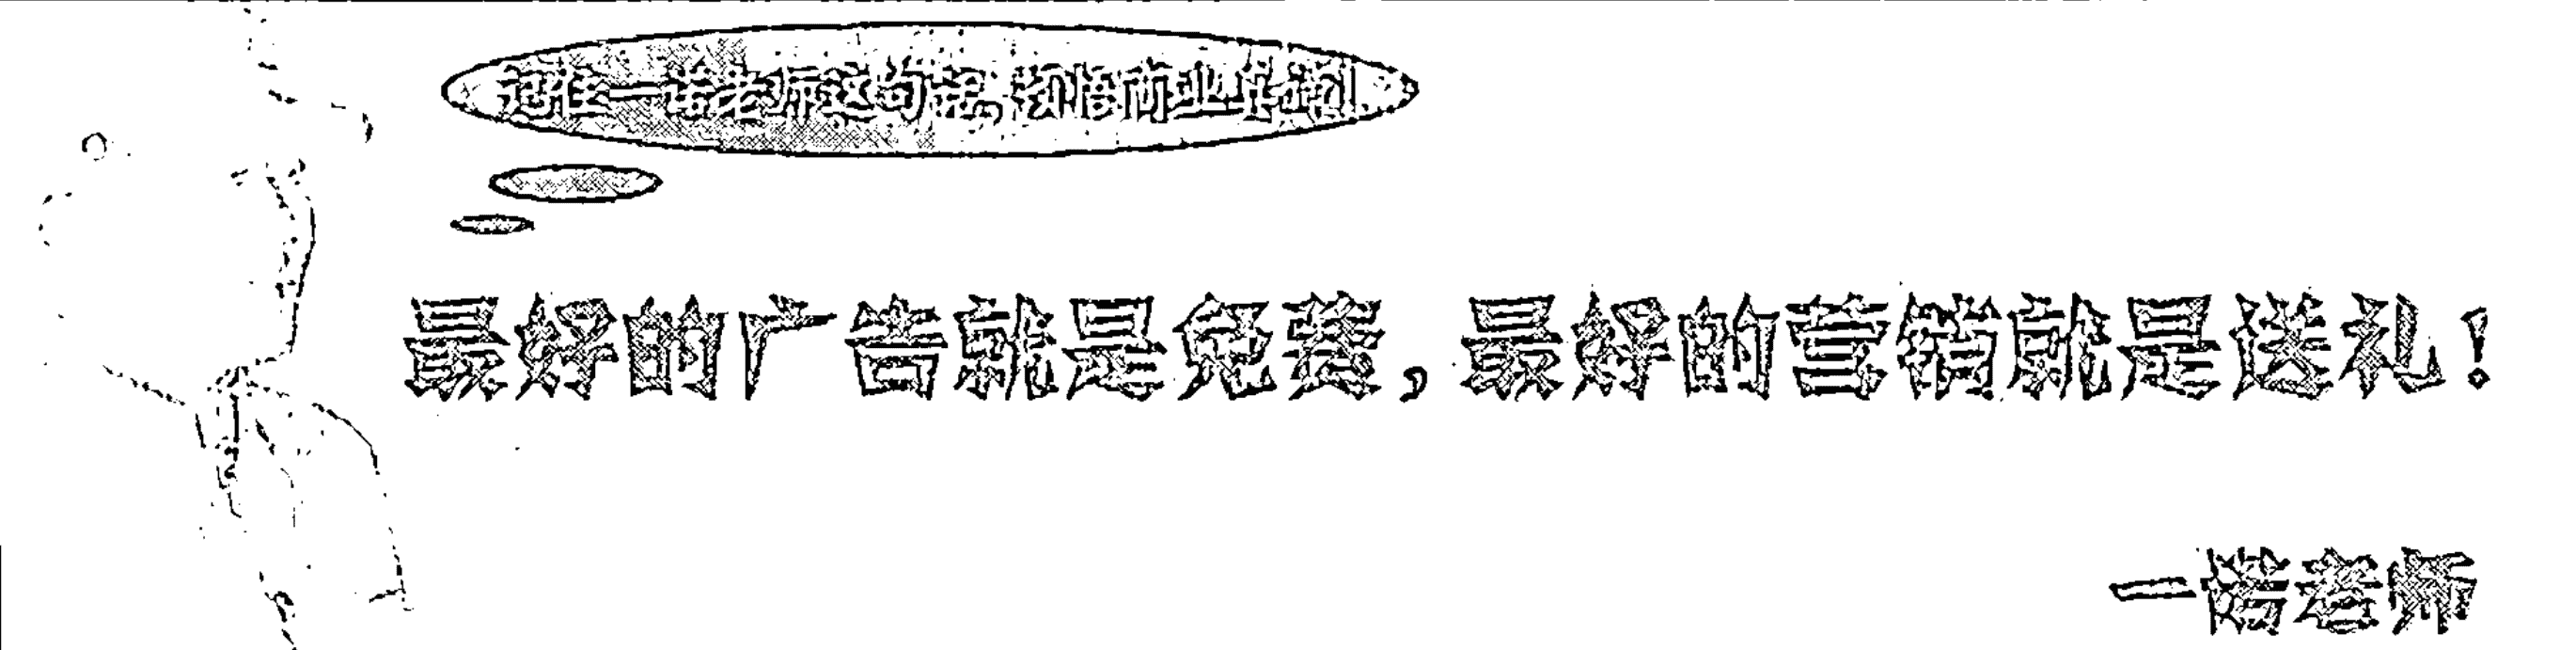 记住一诺老师这句话,领悟商业
最好的广告就是免费,最好的营销就是送礼!
一诺老师